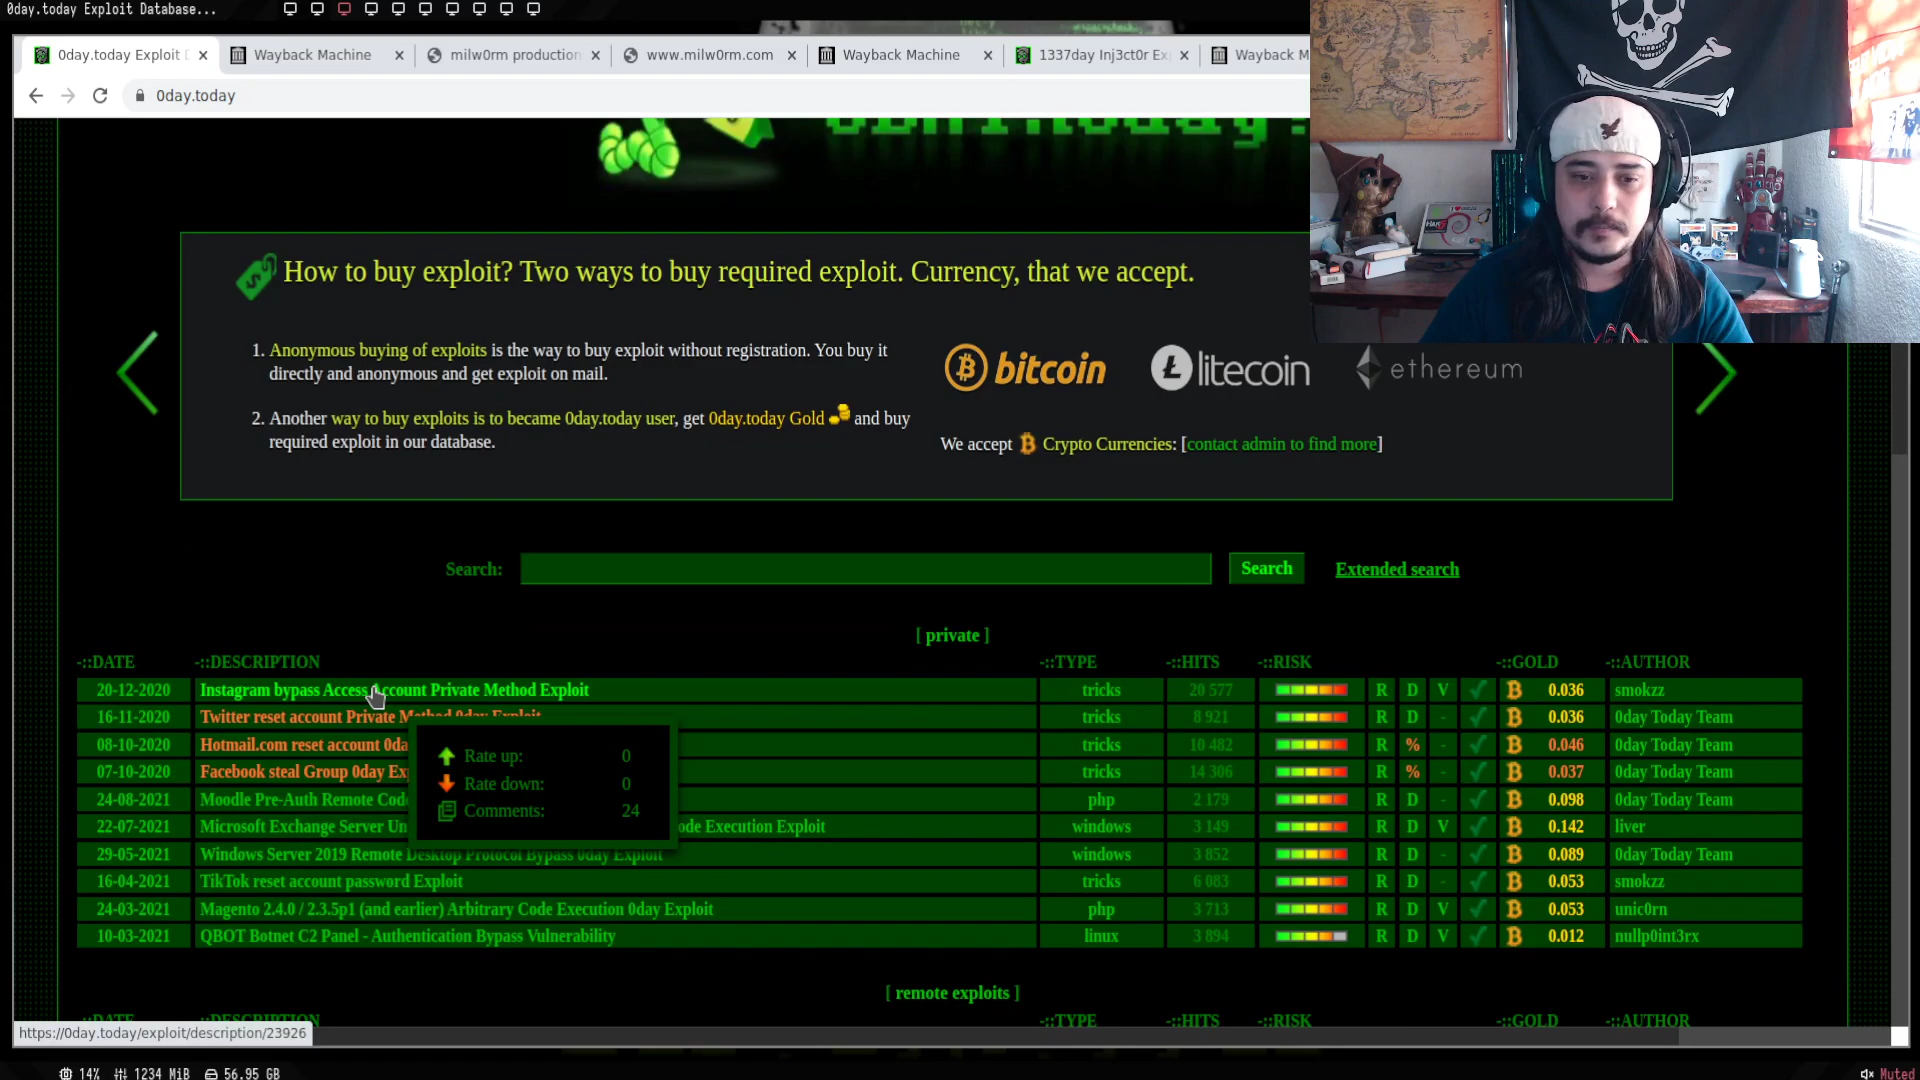 0day.today Exploit Database...
0day.today Exploit D
Wayback Machine
milw0rm production
www.milw0rm.com
Wayback Machine
1337day Inj3ct0r Ex
Wayback M
0day.today
How to buy exploit? Two ways to buy required exploit. Currency, that we accept.
1. Anonymous buying of exploits is the way to buy exploit without registration. You buy it
directly and anonymous and get exploit on mail.
2. Another way to buy exploits is to became 0day.today user, get 0day.today Gold and buy
required exploit in our database.
bitcoin litecoin ethereum
We accept Crypto Currencies: [contact admin to find more]
Search: Search Extended search
[ private ]
-::DATE -::DESCRIPTION -::TYPE -::HITS -::RISK -::GOLD -::AUTHOR
20-12-2020 Instagram bypass Access Account Private Method Exploit tricks 20 577 R D V 0.036 smokzz
16-11-2020 Twitter reset account Private Method 0day Exploit tricks 8 921 R D - 0.036 0day Today Team
08-10-2020 Hotmail.com reset account 0da tricks 10 482 R % - 0.046 0day Today Team
07-10-2020 Facebook steal Group 0day Ex tricks 14 306 R % - 0.037 0day Today Team
24-08-2021 Moodle Pre-Auth Remote Code php 2 179 R D - 0.098 0day Today Team
22-07-2021 Microsoft Exchange Server Un ode Execution Exploit windows 3 149 R D V 0.142 liver
29-05-2021 Windows Server 2019 Remote Desktop Protocol Bypass 0day Exploit windows 3 852 R D - 0.089 0day Today Team
16-04-2021 TikTok reset account password Exploit tricks 6 083 R D - 0.053 smokzz
24-03-2021 Magento 2.4.0 / 2.3.5p1 (and earlier) Arbitrary Code Execution 0day Exploit php 3 713 R D V 0.053 unic0rn
10-03-2021 QBOT Botnet C2 Panel - Authentication Bypass Vulnerability linux 3 894 R D V 0.012 nullp0int3rx
Rate up: 0
Rate down: 0
Comments: 24
[ remote exploits ]
-::DATE -::DESCRIPTION -::TYPE -::HITS -::RISK -::GOLD -::AUTHOR
https://0day.today/exploit/description/23926
14% 1234 MiB 56.95 GB Muted